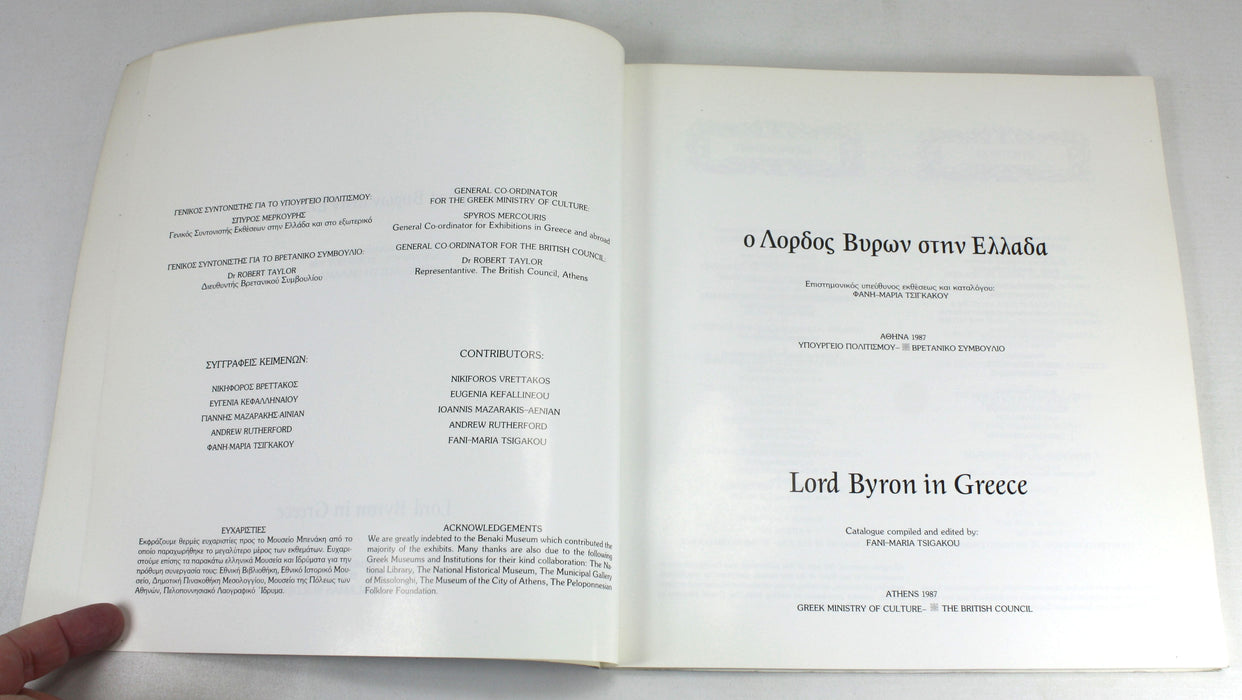 ΓΕΝΙΚΟΣ ΣΥΝΤΟΝΙΣΤΗΣ ΓΙΑ ΤΟ ΥΠΟΥΡΓΕΙΟ ΠΟΛΙΤΙΣΜΟΥ:
ΣΠΥΡΟΣ ΜΕΡΚΟΥΡΗΣ
Γενικός Συντονιστής Εκθέσεων στην Ελλάδα και στο εξωτερικό
ΓΕΝΙΚΟΣ ΣΥΝΤΟΝΙΣΤΗΣ ΓΙΑ ΤΟ ΒΡΕΤΑΝΙΚΟ ΣΥΜΒΟΥΛΙΟ:
Dr ROBERT TAYLOR
Διευθυντής Βρετανικού Συμβουλίου
GENERAL CO-ORDINATOR
FOR THE GREEK MINISTRY OF CULTURE:
SPYROS MERCOURIS
General Co-ordinator for Exhibitions in Greece and abroad
GENERAL CO-ORDINATOR FOR THE BRITISH COUNCIL:
Dr ROBERT TAYLOR
Representantive. The British Council, Athens
ΣΥΓΓΡΑΦΕΙΣ ΚΕΙΜΕΝΩΝ:
ΝΙΚΗΦΟΡΟΣ ΒΡΕΤΤΑΚΟΣ
ΕΥΓΕΝΙΑ ΚΕΦΑΛΛΗΝΑΙΟΥ
ΓΙΑΝΝΗΣ ΜΑΖΑΡΑΚΗΣ-ΑΙΝΙΑΝ
ANDREW RUTHERFORD
ΦΑΝΗ-ΜΑΡΙΑ ΤΣΙΓΚΑΚΟΥ
CONTRIBUTORS:
NIKIFOROS VRETTAKOS
EUGENIA KEFALLINEOU
IOANNIS MAZARAKIS-AENIAN
ANDREW RUTHERFORD
FANI-MARIA TSIGAKOU
ΕΥΧΑΡΙΣΤΙΕΣ
Εκφράζουμε θερμές ευχαριστίες προς το Μουσείο Μπενάκη από το
οποίο παραχωρήθηκε το μεγαλύτερο μέρος των εκθεμάτων. Ευχαρι-
στούμε επίσης τα παρακάτω ελληνικά Μουσεία και Ιδρύματα για την
πρόθυμη συνεργασία τους: Εθνική Βιβλιοθήκη, Εθνικό Ιστορικό Μου-
σείο, Δημοτική Πινακοθήκη Μεσολογγίου, Μουσείο της Πόλεως των
Αθηνών, Πελοποννησιακό Λαογραφικό Ίδρυμα.
ACKNOWLEDGEMENTS
We are greatly indebted to the Benaki Museum which contributed the
majority of the exhibits. Many thanks are also due to the following
Greek Museums and Institutions for their kind collaboration: The Na-
tional Library, The National Historical Museum, The Municipal Gallery
of Missolonghi, The Museum of the City of Athens, The Peloponnesian
Folklore Foundation.
ο Λορδος Βυρων στην Ελλαδα
Επιστημονικός υπεύθυνος εκθέσεως και καταλόγου:
ΦΑΝΗ-ΜΑΡΙΑ ΤΣΙΓΚΑΚΟΥ
ΑΘΗΝΑ 1987
ΥΠΟΥΡΓΕΙΟ ΠΟΛΙΤΙΣΜΟΥ– ΒΡΕΤΑΝΙΚΟ ΣΥΜΒΟΥΛΙΟ
Lord Byron in Greece
Catalogue compiled and edited by:
FANI-MARIA TSIGAKOU
ATHENS 1987
GREEK MINISTRY OF CULTURE– THE BRITISH COUNCIL